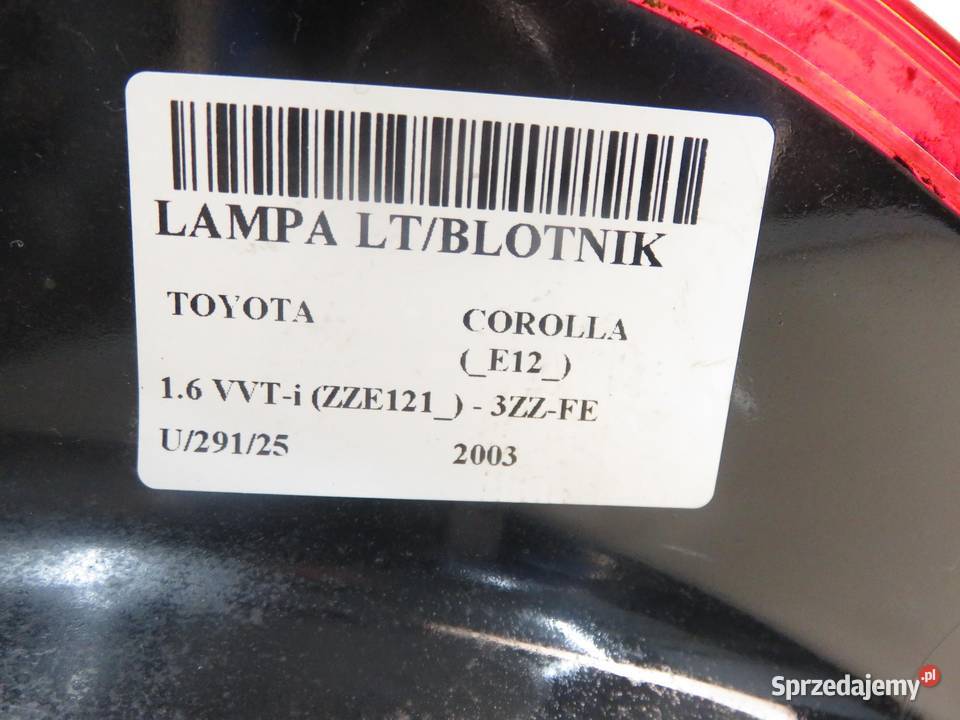 LAMPA LT/BLOTNIK
TOYOTA COROLLA
(_E12_)
1.6 VVT-i (ZZE121_) - 3ZZ-FE
U/291/25 2003
Sprzedajemy.pl